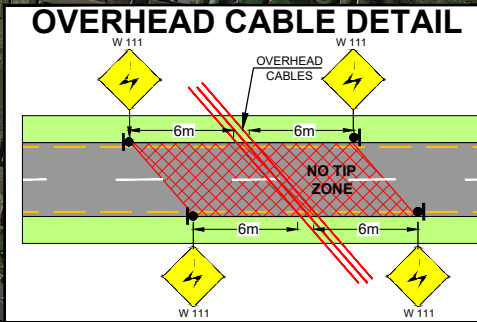 OVERHEAD CABLE DETAIL
W 111
W 111
OVERHEAD
CABLES
6m
6m
NO TIP
ZONE
6m
6m
W 111
W 111